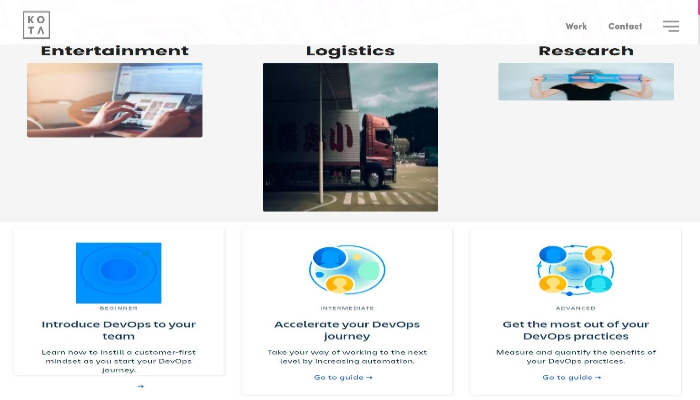 KO
TA
Work
Contact
Entertainment
Logistics
Research
BEGINNER
Introduce DevOps to your
team
Learn how to instill a customer-first
mindset as you start your DevOps
journey.
→
INTERMEDIATE
Accelerate your DevOps
journey
Take your way of working to the next
level by increasing automation.
Go to guide →
ADVANCED
Get the most out of your
DevOps practices
Measure and quantify the benefits of
your DevOps practices.
Go to guide →